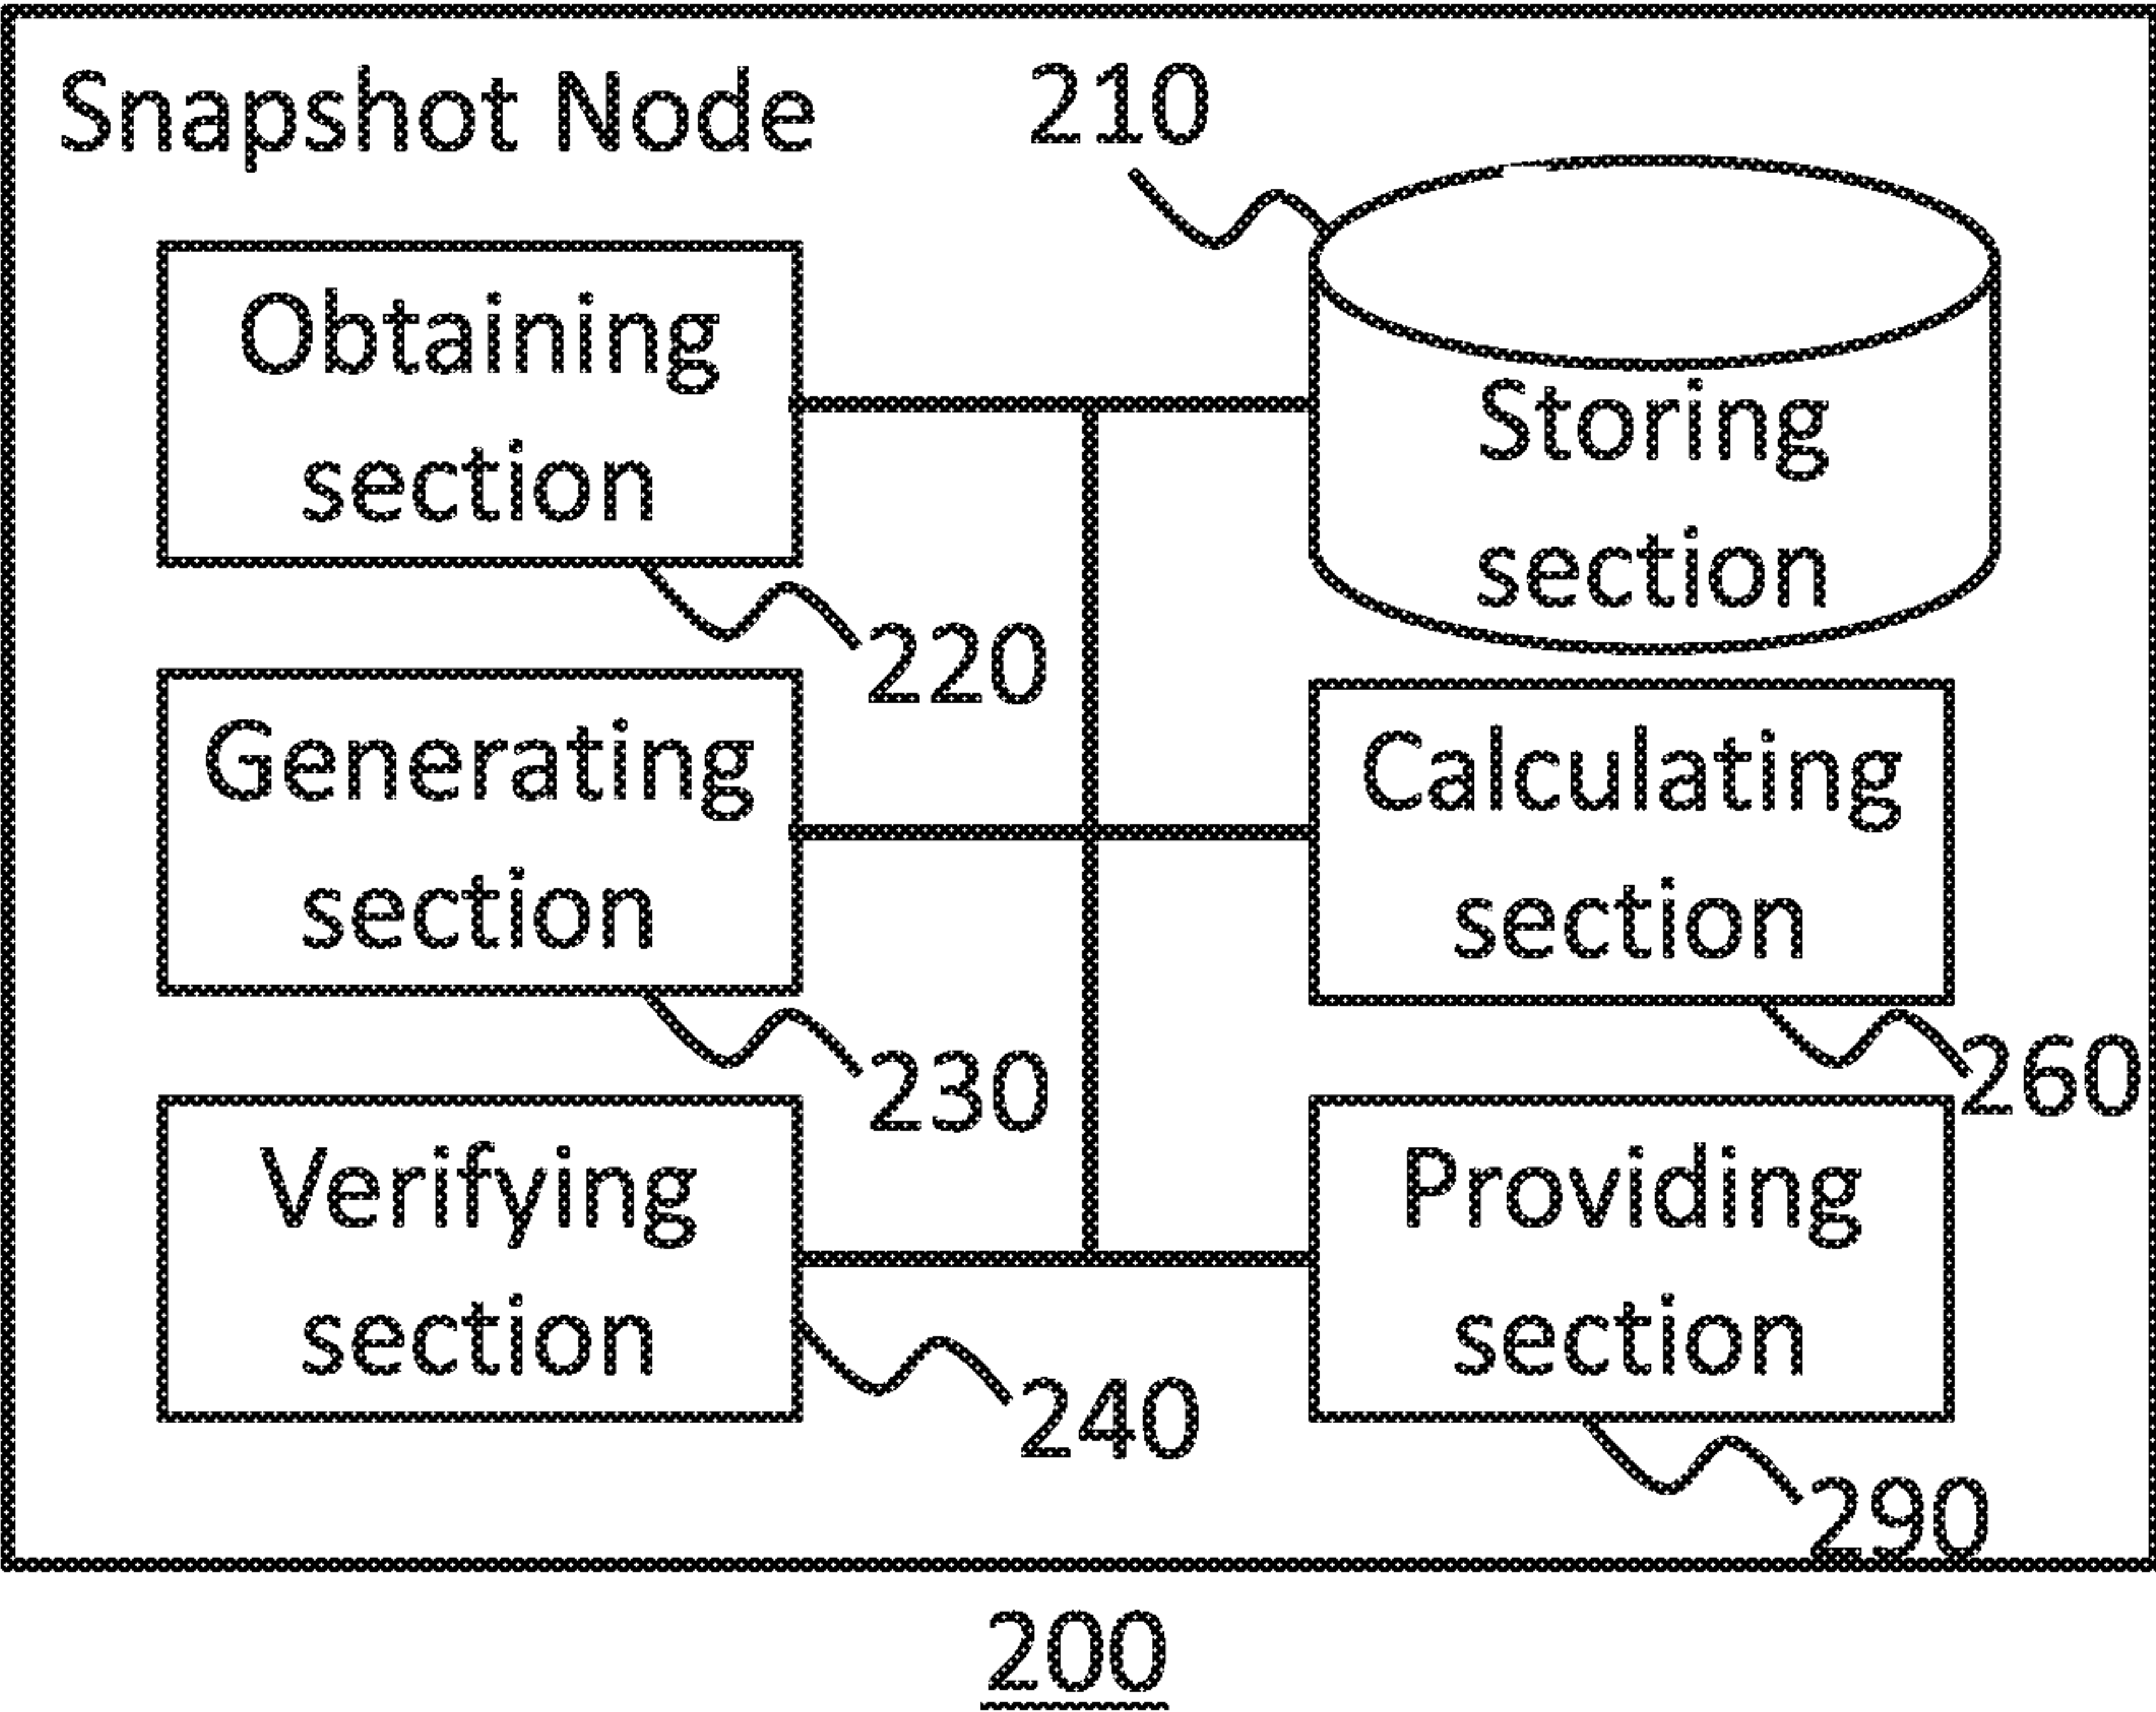 Snapshot Node
210
Obtaining
section
220
Storing
section
Generating
section
230
Calculating
section
260
Verifying
section
240
Providing
section
290
200